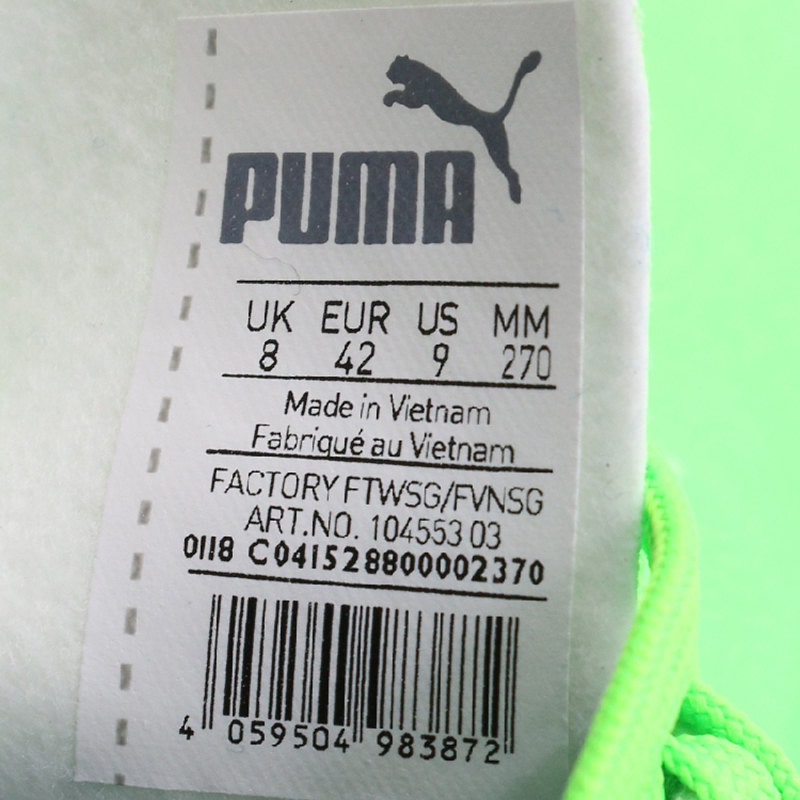 PUMA
UK EUR US MM
8 42 9 270
Made in Vietnam
Fabriqué au Vietnam
FACTORY FTWSG/FVNSG
ART.NO. 104553 03
0118 C041528800002370
4 059504 983872